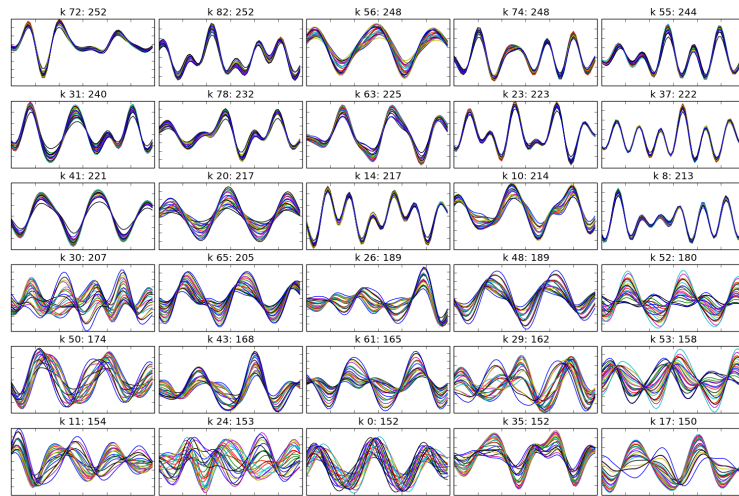 k 72: 252 k 82: 252 k 56: 248 k 74: 248 k 55: 244
k 31: 240 k 78: 232 k 63: 225 k 23: 223 k 37: 222
k 41: 221 k 20: 217 k 14: 217 k 10: 214 k 8: 213
k 30: 207 k 65: 205 k 26: 189 k 48: 189 k 52: 180
k 50: 174 k 43: 168 k 61: 165 k 29: 162 k 53: 158
k 11: 154 k 24: 153 k 0: 152 k 35: 152 k 17: 150